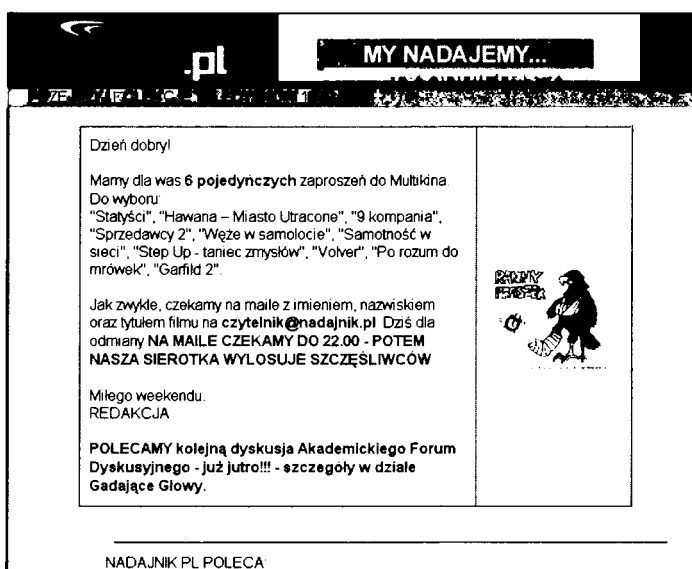 .pl
MY NADAJEMY...
Dzień dobry!
Mamy dla was 6 pojedyńczych zaproszeń do Multikina.
Do wyboru:
"Statyści", "Hawana – Miasto Utracone", "9 kompania",
"Sprzedawcy 2", "Węże w samolocie", "Samotność w
sieci", "Step Up - taniec zmysłów", "Volver", "Po rozum do
mrówek", "Garfild 2".
Jak zwykle, czekamy na maile z imieniem, nazwiskiem
oraz tytułem filmu na czytelnik@nadajnik.pl. Dziś dla
odmiany NA MAILE CZEKAMY DO 22.00 - POTEM
NASZA SIEROTKA WYLOSUJE SZCZĘŚLIWCÓW
Miłego weekendu.
REDAKCJA
POLECAMY kolejną dyskusja Akademickiego Forum
Dyskusyjnego - już jutro!!! - szczegóły w dziale
Gadające Głowy.
RANNY
NADAJNIK PL POLECA: